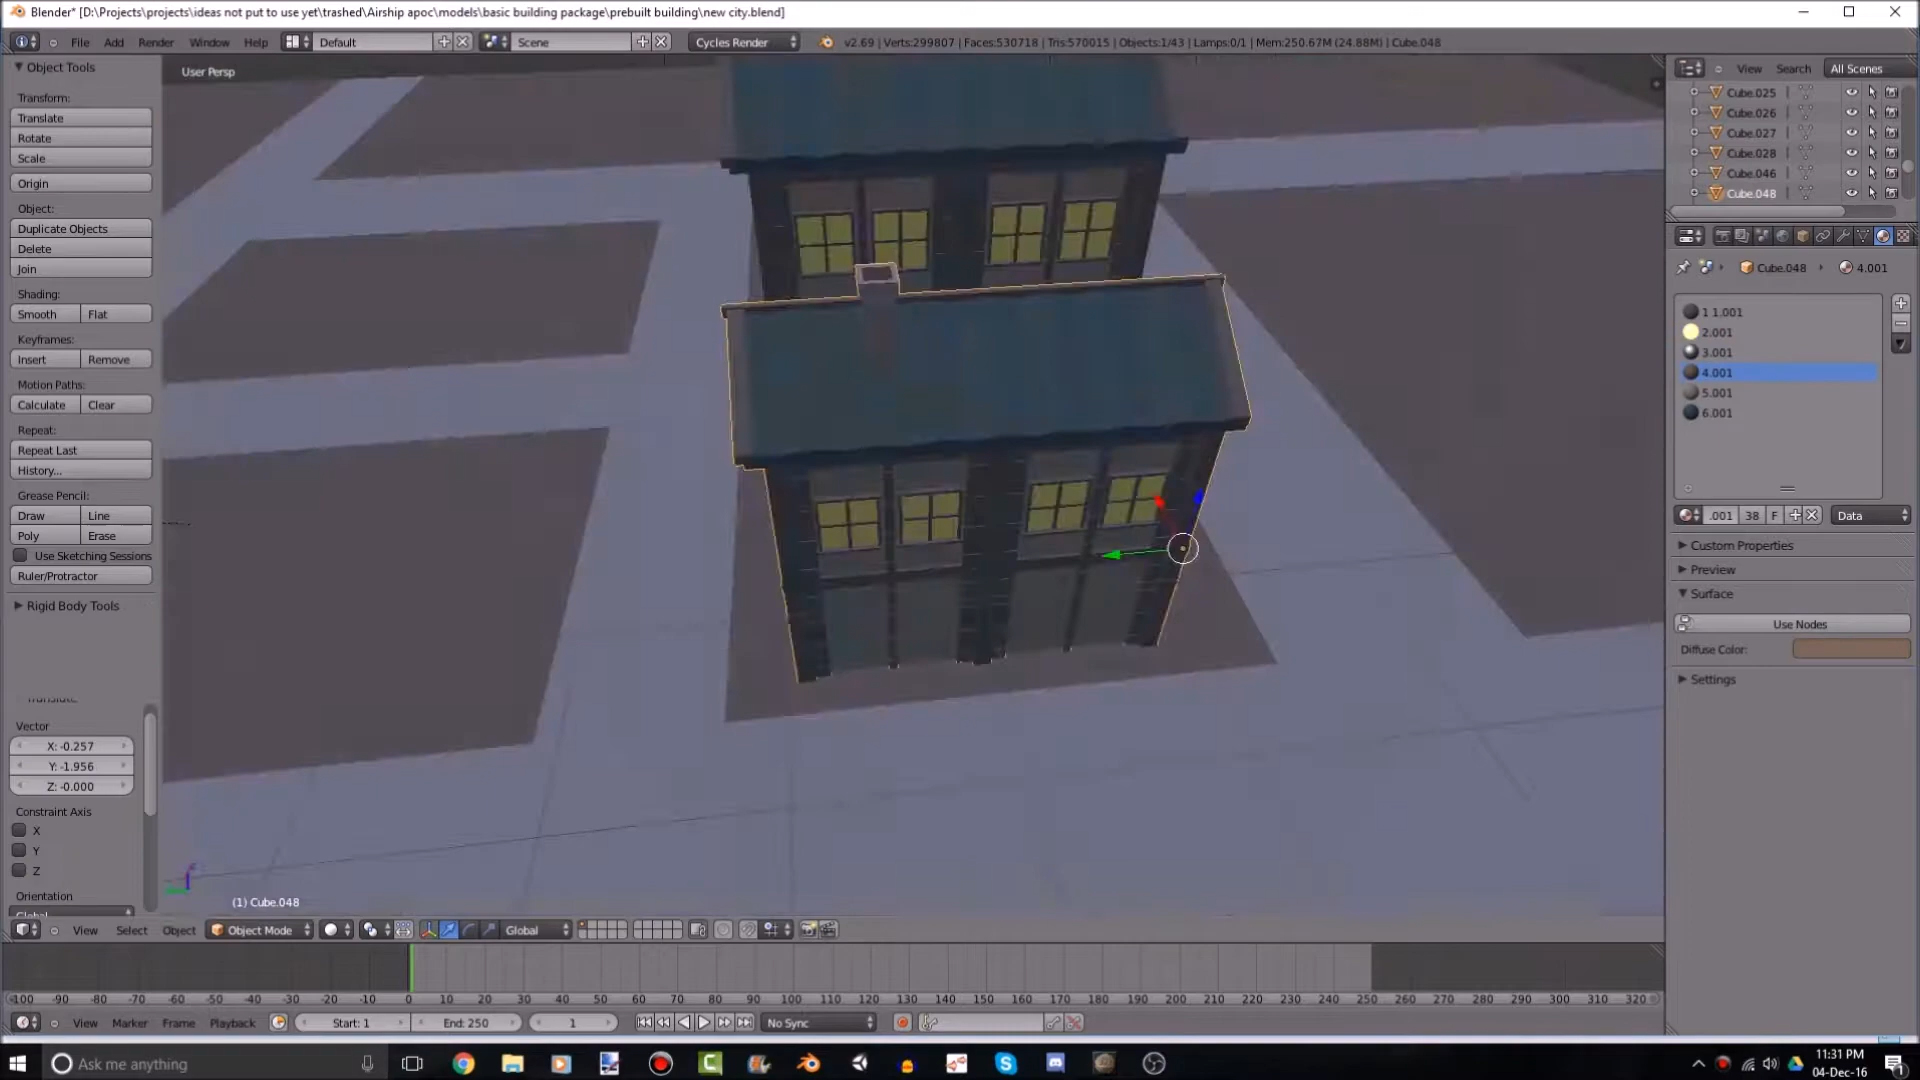 Blender* [D:\Projects\projects\ideas not put to use yet\trashed\Airship apoc\models\basic building package\prebuilt building\new city.blend]
File Add Render Window Help Default Scene Cycles Render v2.69 | Verts:299807 | Faces:530718 | Tris:570015 | Objects:1/43 | Lamps:0/1 | Mem:250.67M (24.88M) | Cube.048
Object Tools
User Persp
View Search All Scenes
Transform:
Translate
Rotate
Scale
Origin
Object:
Duplicate Objects
Delete
Join
Shading:
Smooth Flat
Keyframes:
Insert Remove
Motion Paths:
Calculate Clear
Repeat:
Repeat Last
History...
Grease Pencil:
Draw Line
Poly Erase
Use Sketching Sessions
Ruler/Protractor
Rigid Body Tools
Translate
Vector
X: -0.257
Y: -1.956
Z: -0.000
Constraint Axis
X
Y
Z
Orientation
Global
(1) Cube.048
Cube.025
Cube.026
Cube.027
Cube.028
Cube.046
Cube.048
Cube.048 4.001
1 1.001
2.001
3.001
4.001
5.001
6.001
.001 38 F Data
Custom Properties
Preview
Surface
Use Nodes
Diffuse Color:
Settings
View Select Object Object Mode Global
-100 -90 -80 -70 -60 -50 -40 -30 -20 -10 0 10 20 30 40 50 60 70 80 90 100 110 120 130 140 150 160 170 180 190 200 210 220 230 240 250 260 270 280 290 300 310 320
View Marker Frame Playback Start: 1 End: 250 1 No Sync
Ask me anything
11:31 PM
04-Dec-16